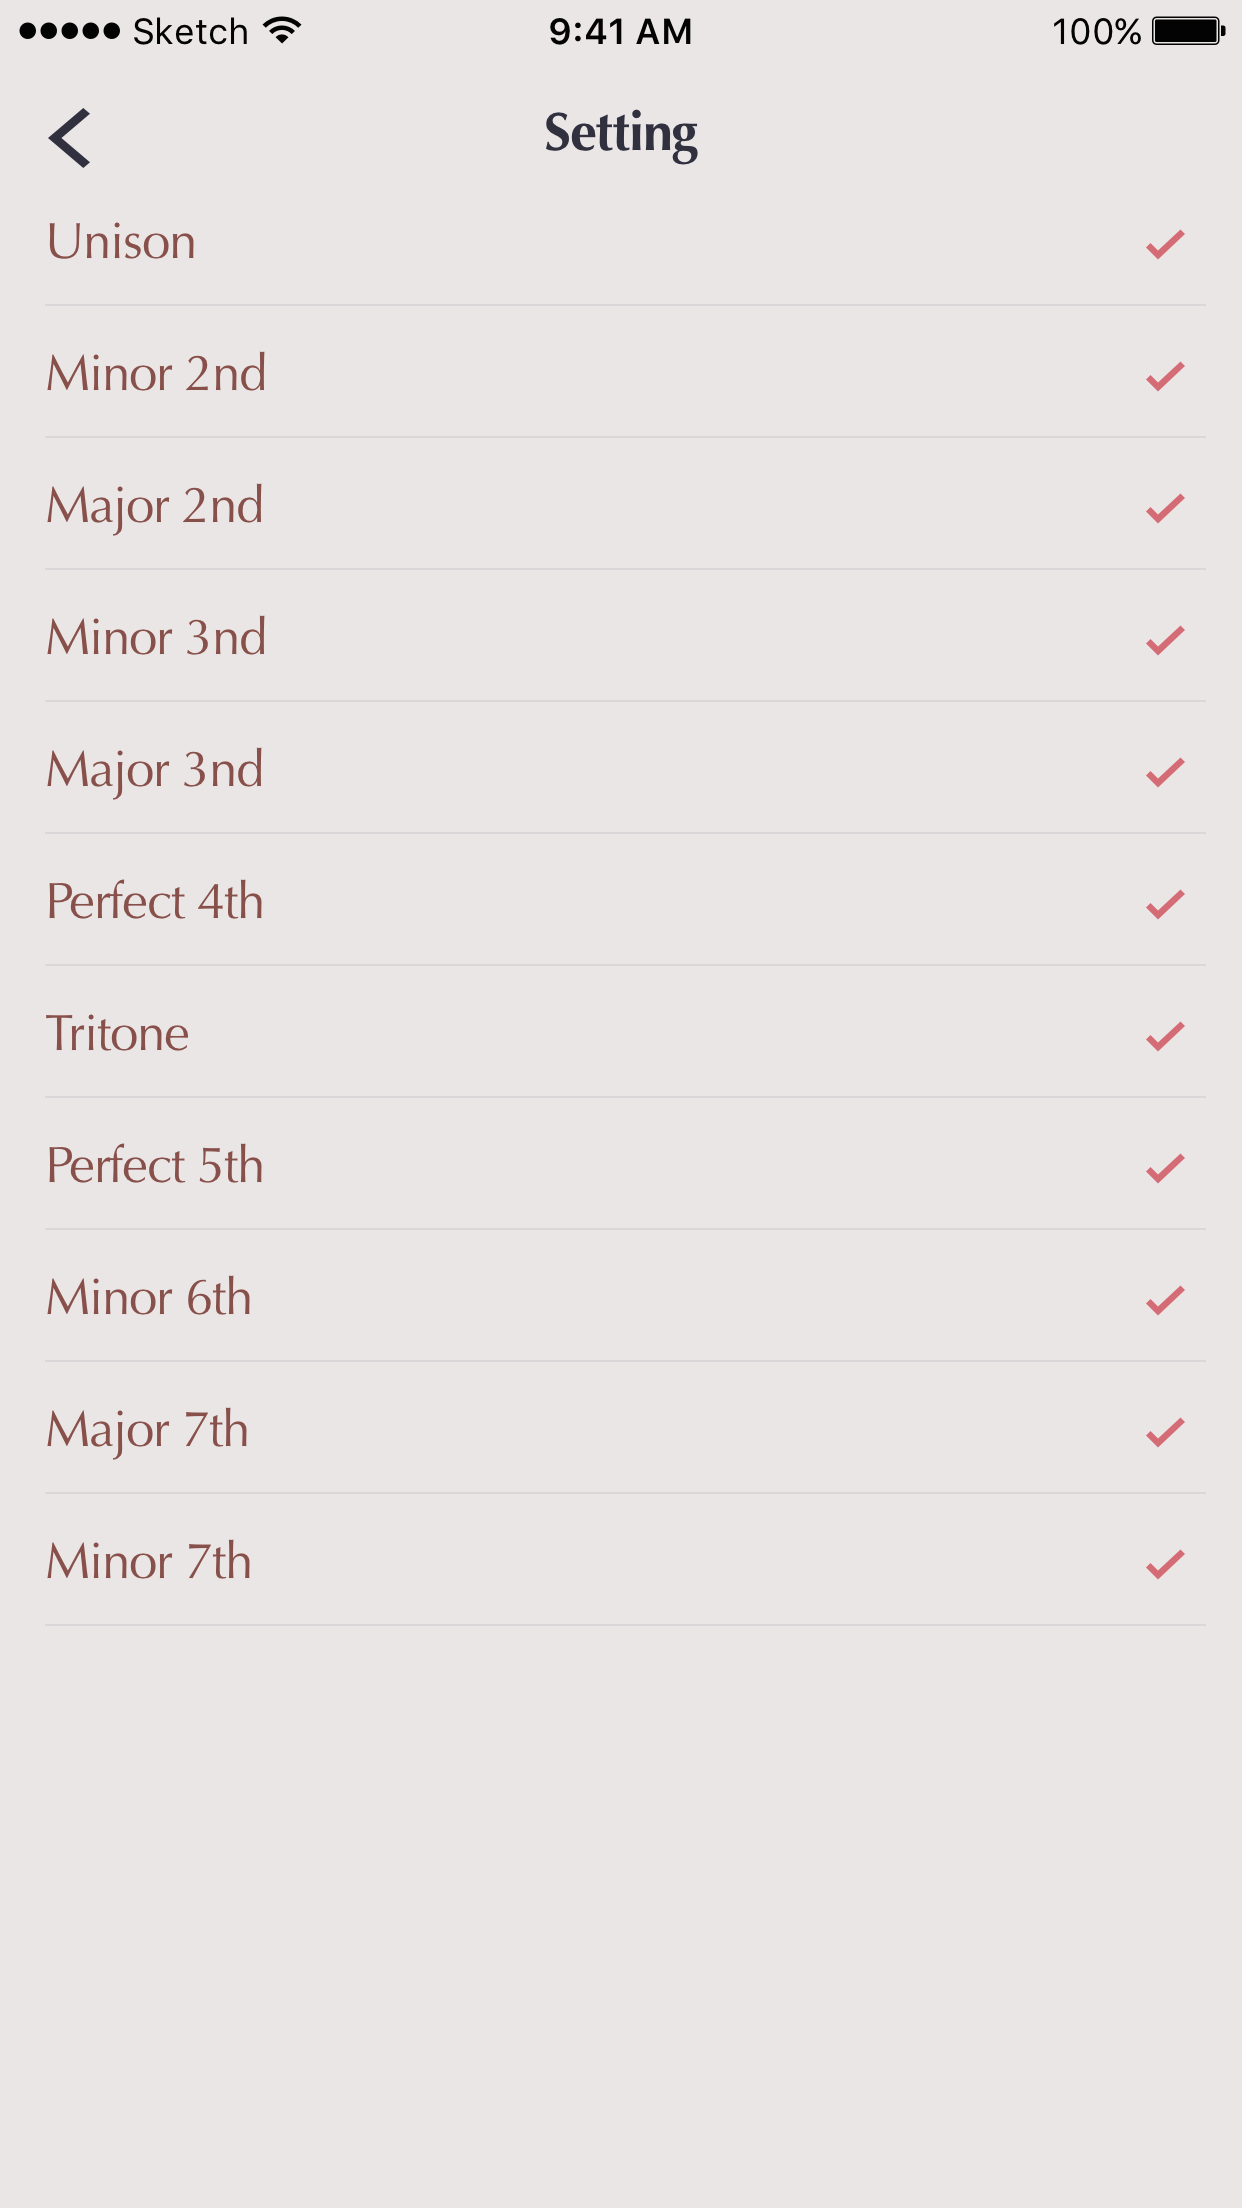 Sketch 9:41 AM 100%
Setting
Unison
Minor 2nd
Major 2nd
Minor 3nd
Major 3nd
Perfect 4th
Tritone
Perfect 5th
Minor 6th
Major 7th
Minor 7th